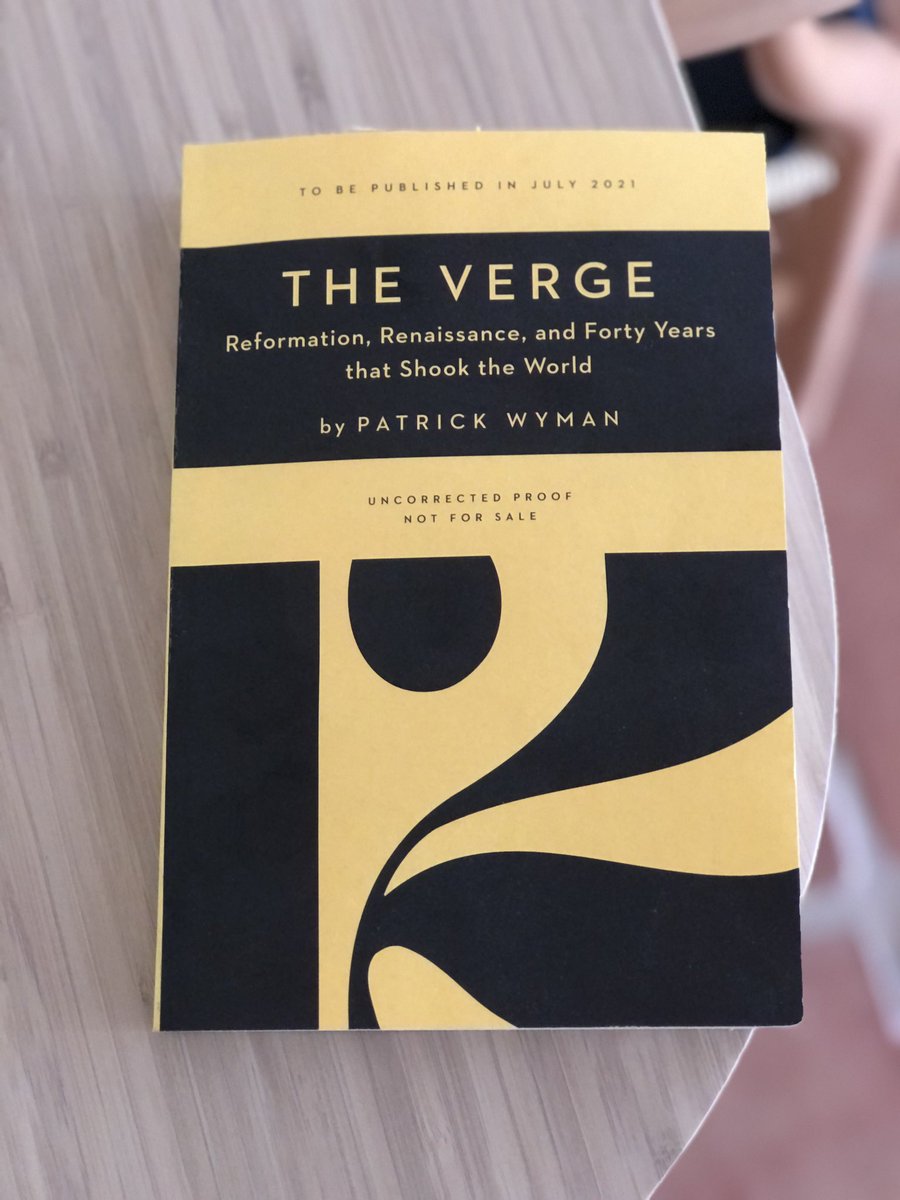 TO BE PUBLISHED IN JULY 2021
THE VERGE
Reformation, Renaissance, and Forty Years
that Shook the World
by PATRICK WYMAN
UNCORRECTED PROOF
NOT FOR SALE